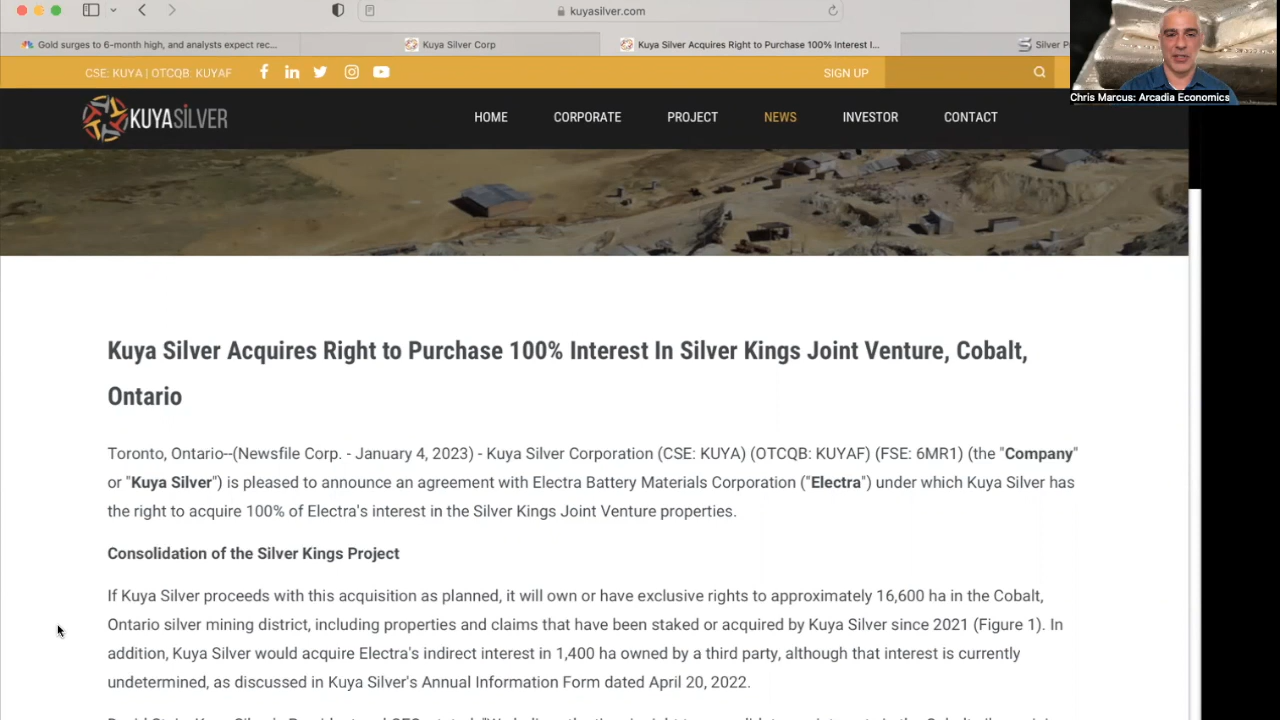 kuyasilver.com
Gold surges to 6-month high, and analysts expect rec...
Kuya Silver Corp
Kuya Silver Acquires Right to Purchase 100% Interest I...
Silver P
CSE: KUYA | OTCQB: KUYAF
SIGN UP
Chris Marcus: Arcadia Economics
KUYASILVER
HOME CORPORATE PROJECT NEWS INVESTOR CONTACT
Kuya Silver Acquires Right to Purchase 100% Interest In Silver Kings Joint Venture, Cobalt,
Ontario
Toronto, Ontario--(Newsfile Corp. - January 4, 2023) - Kuya Silver Corporation (CSE: KUYA) (OTCQB: KUYAF) (FSE: 6MR1) (the "Company"
or "Kuya Silver") is pleased to announce an agreement with Electra Battery Materials Corporation ("Electra") under which Kuya Silver has
the right to acquire 100% of Electra's interest in the Silver Kings Joint Venture properties.
Consolidation of the Silver Kings Project
If Kuya Silver proceeds with this acquisition as planned, it will own or have exclusive rights to approximately 16,600 ha in the Cobalt,
Ontario silver mining district, including properties and claims that have been staked or acquired by Kuya Silver since 2021 (Figure 1). In
addition, Kuya Silver would acquire Electra's indirect interest in 1,400 ha owned by a third party, although that interest is currently
undetermined, as discussed in Kuya Silver's Annual Information Form dated April 20, 2022.